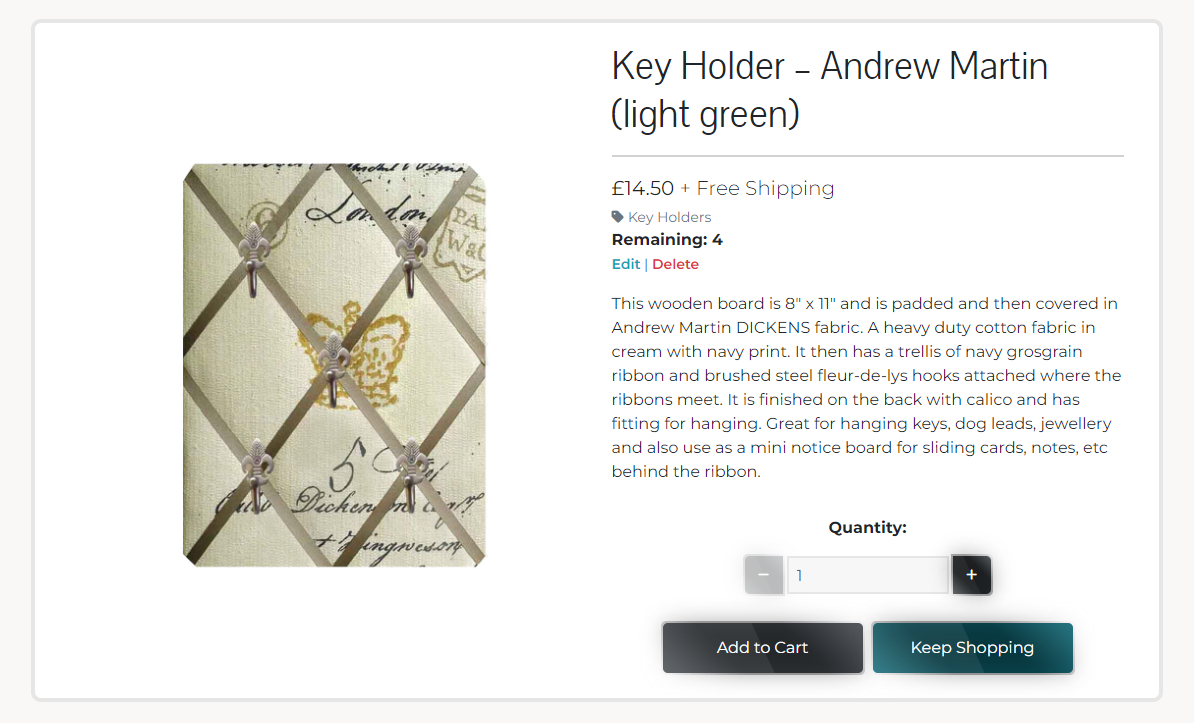 Key Holder – Andrew Martin
(light green)
£14.50 + Free Shipping
Key Holders
Remaining: 4
Edit | Delete
This wooden board is 8" x 11" and is padded and then covered in
Andrew Martin DICKENS fabric. A heavy duty cotton fabric in
cream with navy print. It then has a trellis of navy grosgrain
ribbon and brushed steel fleur-de-lys hooks attached where the
ribbons meet. It is finished on the back with calico and has
fitting for hanging. Great for hanging keys, dog leads, jewellery
and also use as a mini notice board for sliding cards, notes, etc
behind the ribbon.
Quantity:
− 1 +
Add to Cart Keep Shopping
London,
PA
W&
5